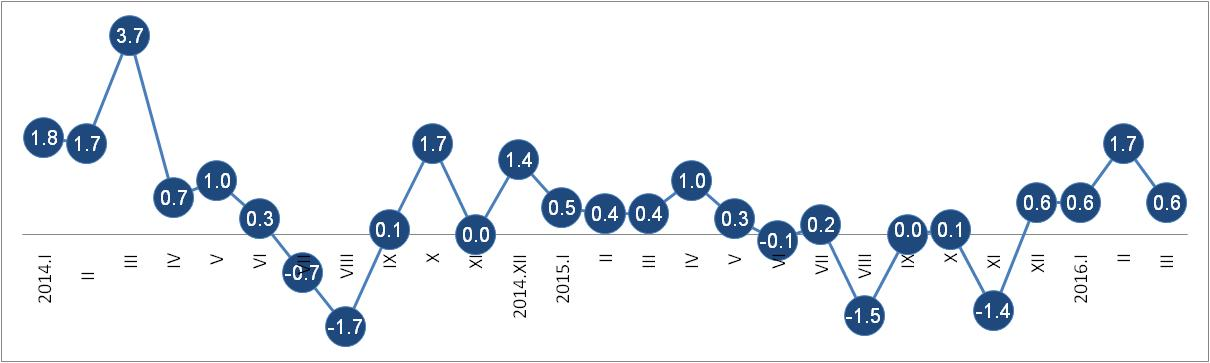 1.8 1.7 3.7 0.7 1.0 0.3 -0.7 -1.7 0.1 1.7 0.0 1.4 0.5 0.4 0.4 1.0 0.3 -0.1 0.2 -1.5 0.0 0.1 -1.4 0.6 0.6 1.7 0.6
2014.I II III IV V VI VII VIII IX X XI 2014.XII 2015.I II III IV V VI VII VIII IX X XI XII 2016.I II III